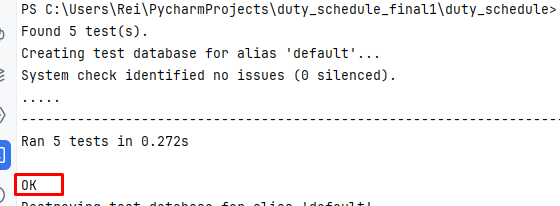 PS C:\Users\Rei\PycharmProjects\duty_schedule_final1\duty_schedule>
Found 5 test(s).
Creating test database for alias 'default'...
System check identified no issues (0 silenced).
.....
----------------------------------------------------------------------
Ran 5 tests in 0.272s
OK
Destroying test database for alias 'default'